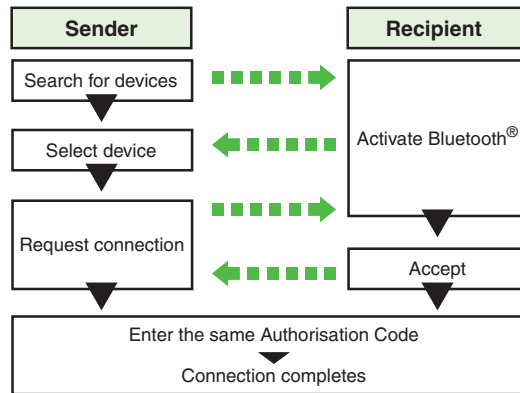 Sender
Recipient
Search for devices
Activate Bluetooth®
Select device
Request connection
Accept
Enter the same Authorisation Code
Connection completes